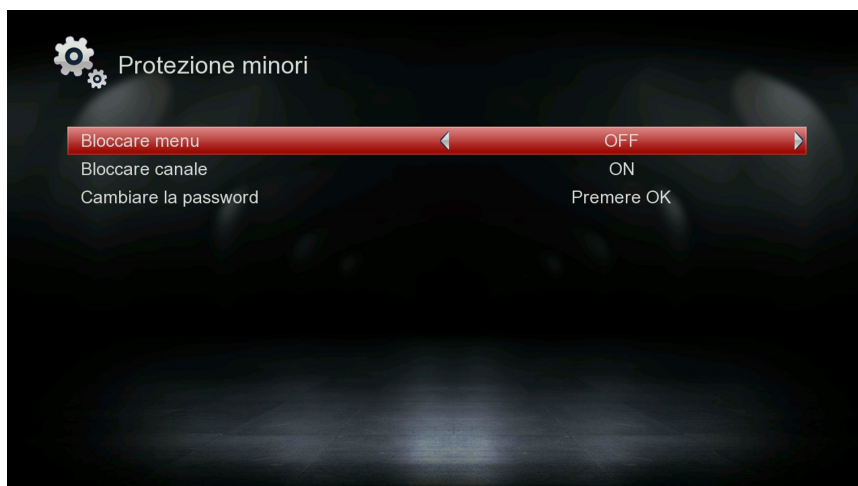 Protezione minori
Bloccare menu OFF
Bloccare canale ON
Cambiare la password Premere OK